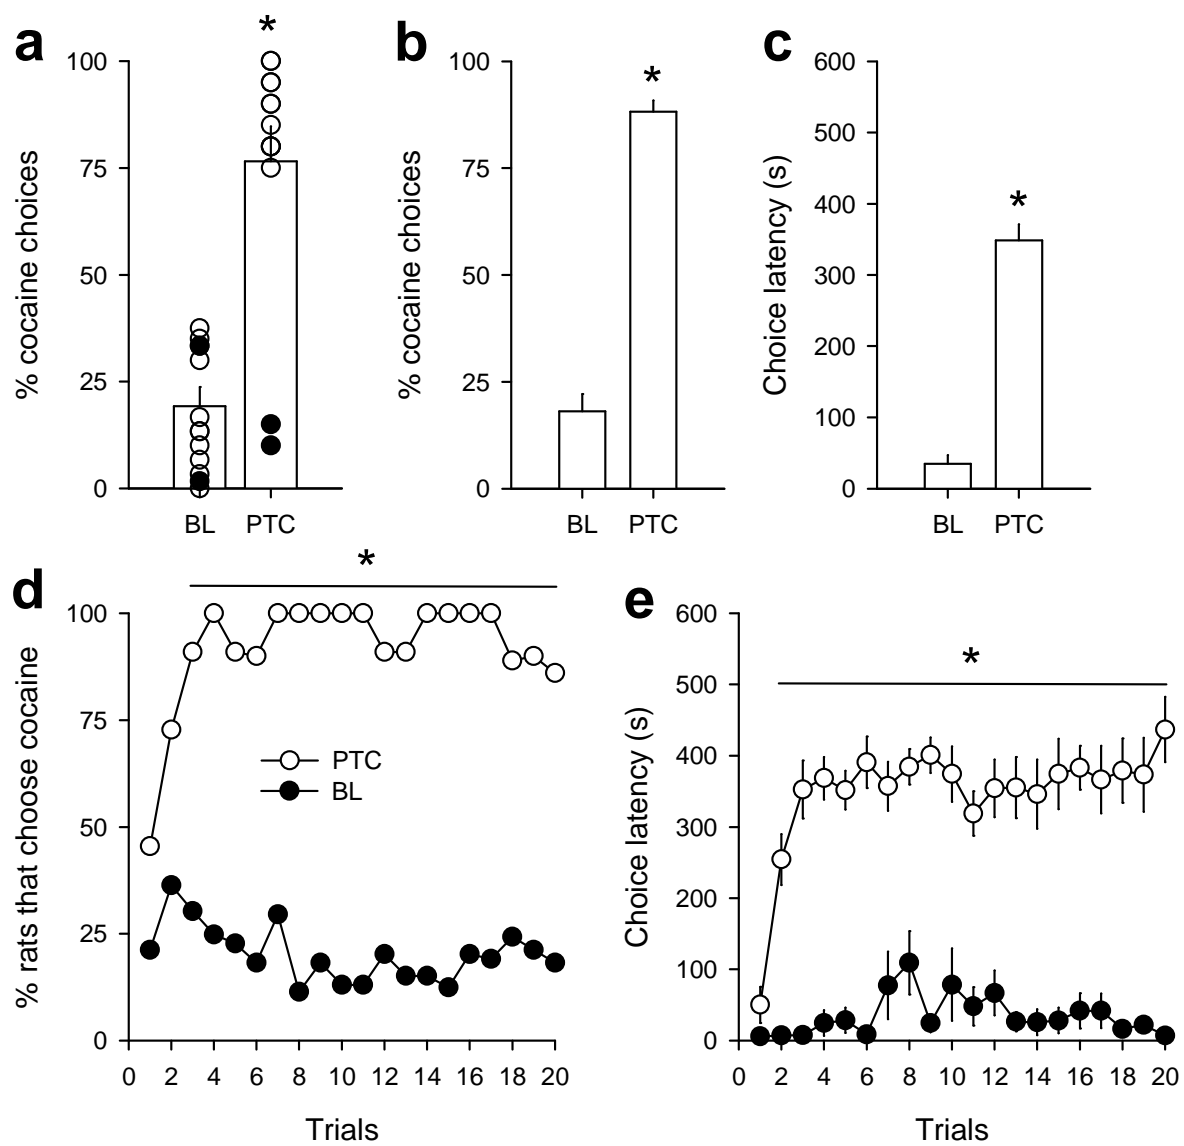 a
*
% cocaine choices
100
75
50
25
0
BL PTC
b
*
% cocaine choices
100
75
50
25
0
BL PTC
c
*
Choice latency (s)
600
500
400
300
200
100
0
BL PTC
d
*
% rats that choose cocaine
100
75
50
25
0
PTC
BL
0 2 4 6 8 10 12 14 16 18 20
Trials
e
*
Choice latency (s)
600
500
400
300
200
100
0
0 2 4 6 8 10 12 14 16 18 20
Trials